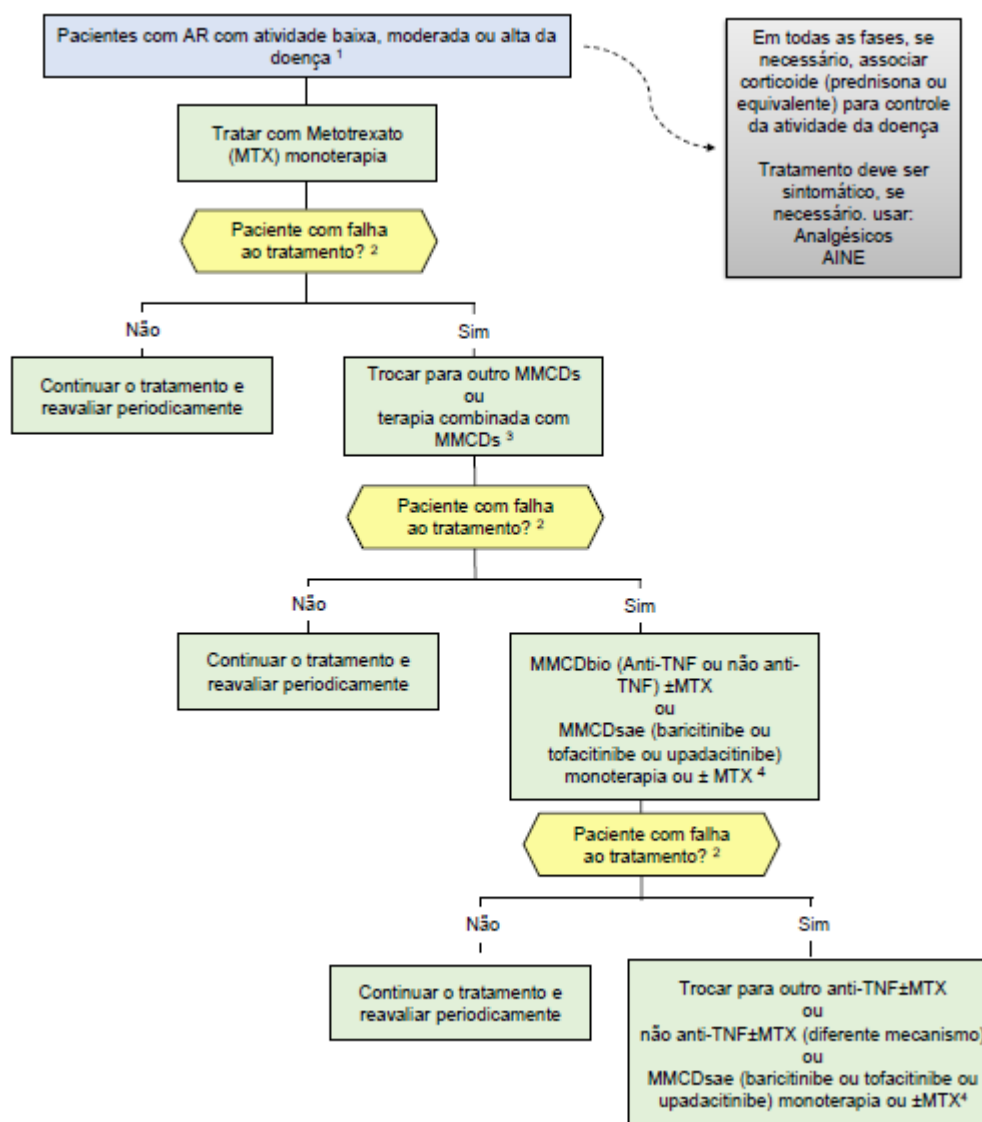 Pacientes com AR com atividade baixa, moderada ou alta da
doença ¹
Em todas as fases, se
necessário, associar
corticoide (prednisona ou
equivalente) para controle
da atividade da doença
Tratamento deve ser
sintomático, se
necessário. usar:
Analgésicos
AINE
Tratar com Metotrexato
(MTX) monoterapia
Paciente com falha
ao tratamento? ²
Não
Sim
Continuar o tratamento e
reavaliar periodicamente
Trocar para outro MMCDs
ou
terapia combinada com
MMCDs ³
Paciente com falha
ao tratamento? ²
Não
Sim
Continuar o tratamento e
reavaliar periodicamente
MMCDbio (Anti-TNF ou não anti-
TNF) ±MTX
ou
MMCDsae (baricitinibe ou
tofacitinibe ou upadacitinibe)
monoterapia ou ± MTX ⁴
Paciente com falha
ao tratamento? ²
Não
Sim
Continuar o tratamento e
reavaliar periodicamente
Trocar para outro anti-TNF±MTX
ou
não anti-TNF±MTX (diferente mecanismo)
ou
MMCDsae (baricitinibe ou tofacitinibe ou
upadacitinibe) monoterapia ou ±MTX⁴